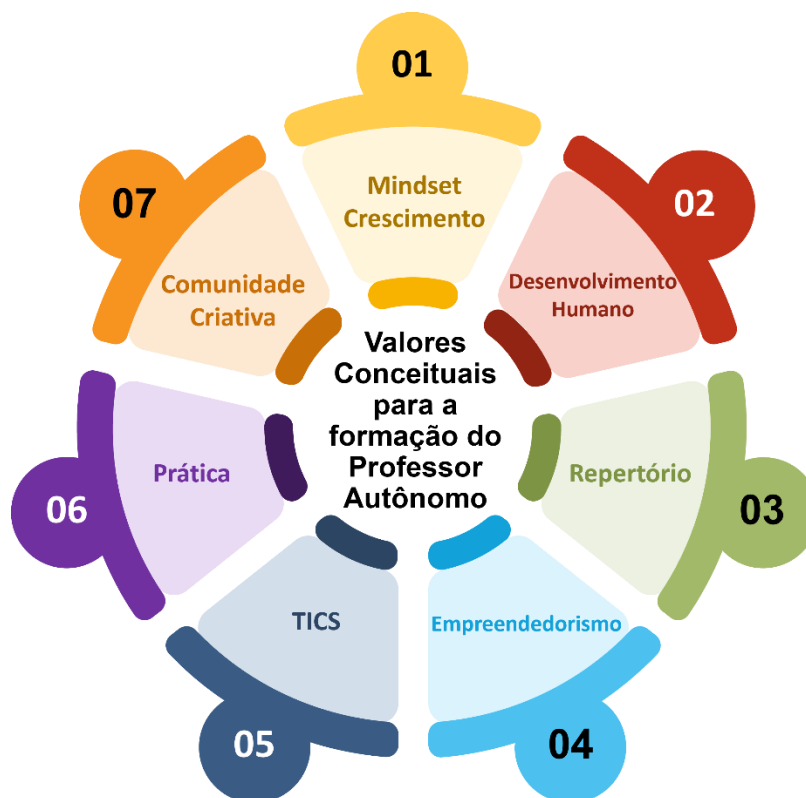 01
Mindset
Crescimento
02
Desenvolvimento
Humano
Repertório
03
Empreendedorismo
04
TICS
05
Prática
06
07
Comunidade
Criativa
Valores
Conceituais
para a
formação do
Professor
Autônomo